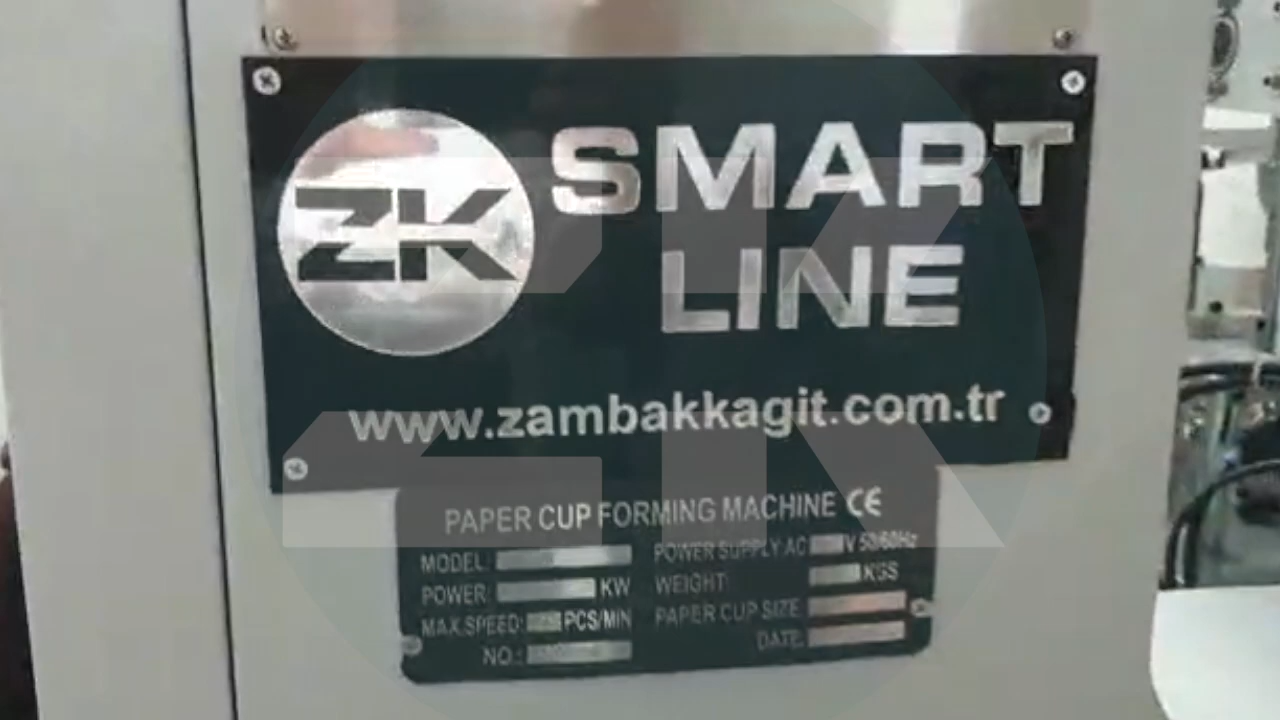 ZK
SMART
LINE
www.zambakkagit.com.tr
PAPER CUP FORMING MACHINE CE
MODEL:
POWER: KW
MAX.SPEED: PCS/MIN
NO.:
POWER SUPPLY:AC V 50/60Hz
WEIGHT: KGS
PAPER CUP SIZE:
DATE:
ZK